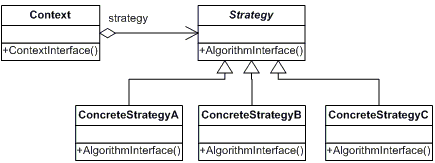 Context
strategy
Strategy
+ContextInterface()
+AlgorithmInterface()
ConcreteStrategyA
ConcreteStrategyB
ConcreteStrategyC
+AlgorithmInterface()
+AlgorithmInterface()
+AlgorithmInterface()